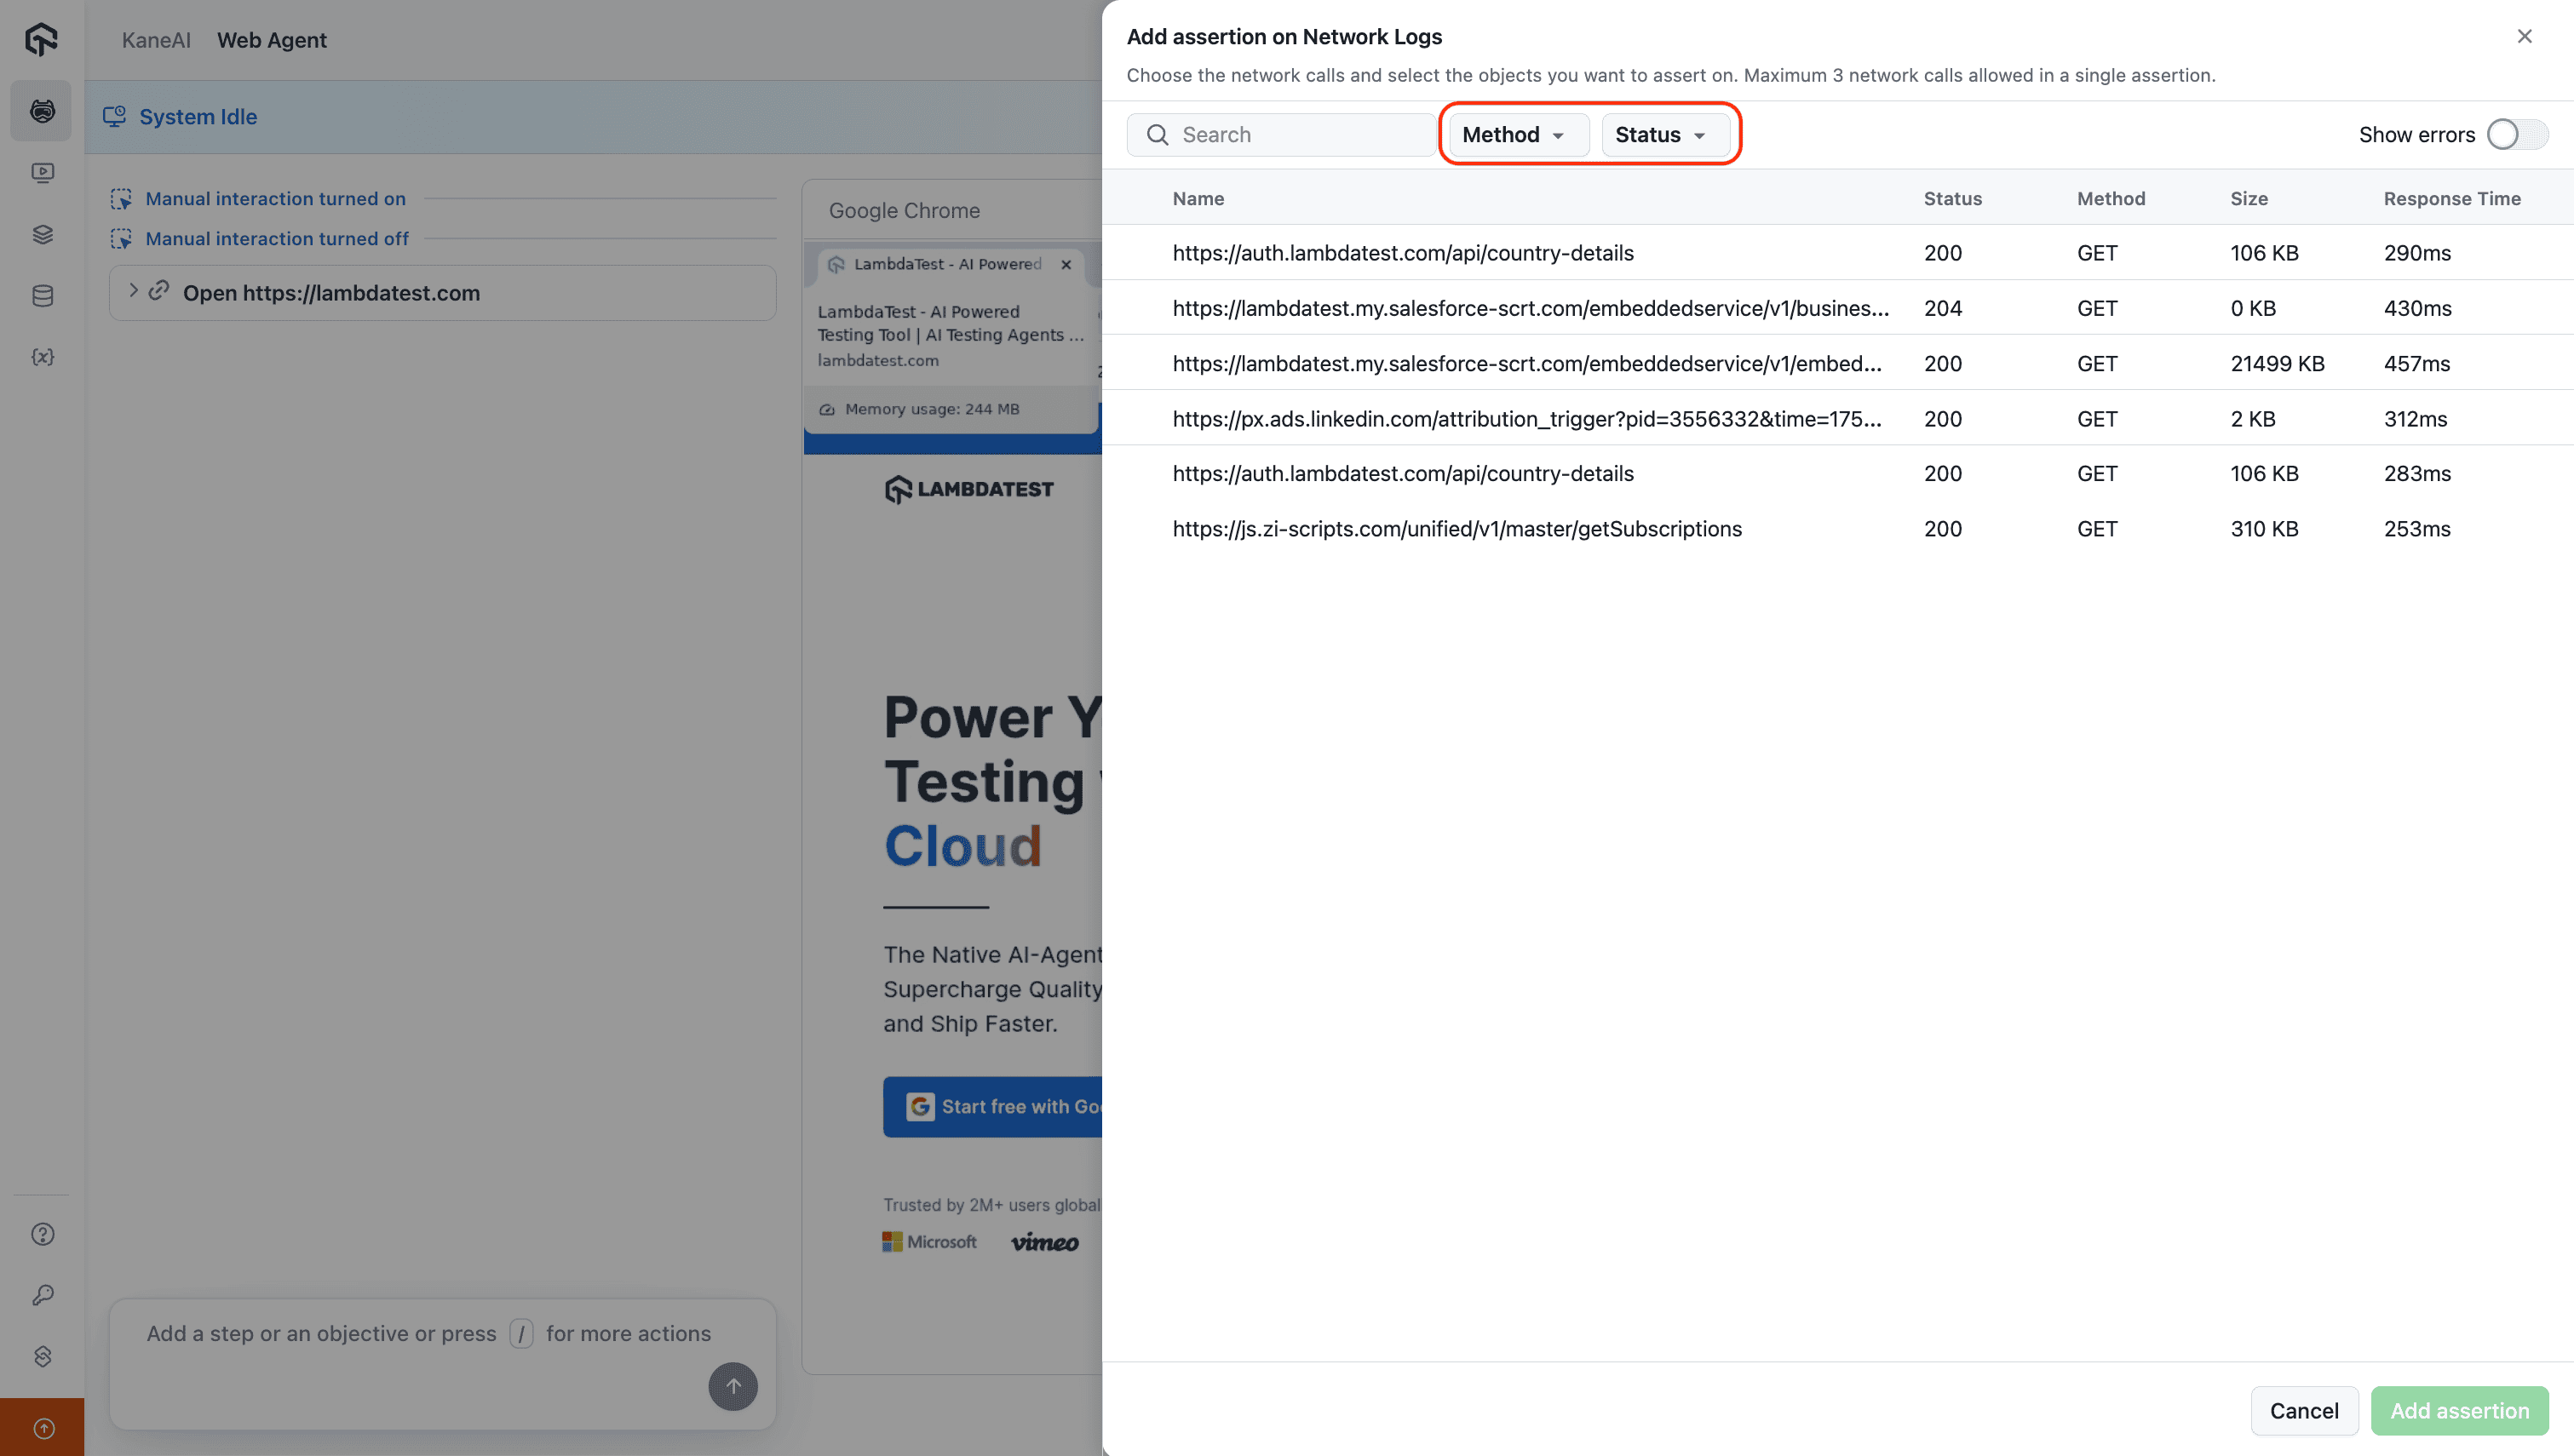 KaneAI Web Agent
System Idle
Manual interaction turned on
Manual interaction turned off
Open https://lambdatest.com
Google Chrome
LambdaTest - AI Powered
LambdaTest - AI Powered
Testing Tool | AI Testing Agents ...
lambdatest.com
Memory usage: 244 MB
LAMBDATEST
Power Y
Testing
Cloud
The Native AI-Agent
Supercharge Quality
and Ship Faster.
Start free with Goo
Trusted by 2M+ users global
Microsoft vimeo
Add a step or an objective or press / for more actions
Add assertion on Network Logs
Choose the network calls and select the objects you want to assert on. Maximum 3 network calls allowed in a single assertion.
Search Method Status Show errors
Name Status Method Size Response Time
https://auth.lambdatest.com/api/country-details 200 GET 106 KB 290ms
https://lambdatest.my.salesforce-scrt.com/embeddedservice/v1/busines... 204 GET 0 KB 430ms
https://lambdatest.my.salesforce-scrt.com/embeddedservice/v1/embed... 200 GET 21499 KB 457ms
https://px.ads.linkedin.com/attribution_trigger?pid=3556332&time=175... 200 GET 2 KB 312ms
https://auth.lambdatest.com/api/country-details 200 GET 106 KB 283ms
https://js.zi-scripts.com/unified/v1/master/getSubscriptions 200 GET 310 KB 253ms
Cancel Add assertion